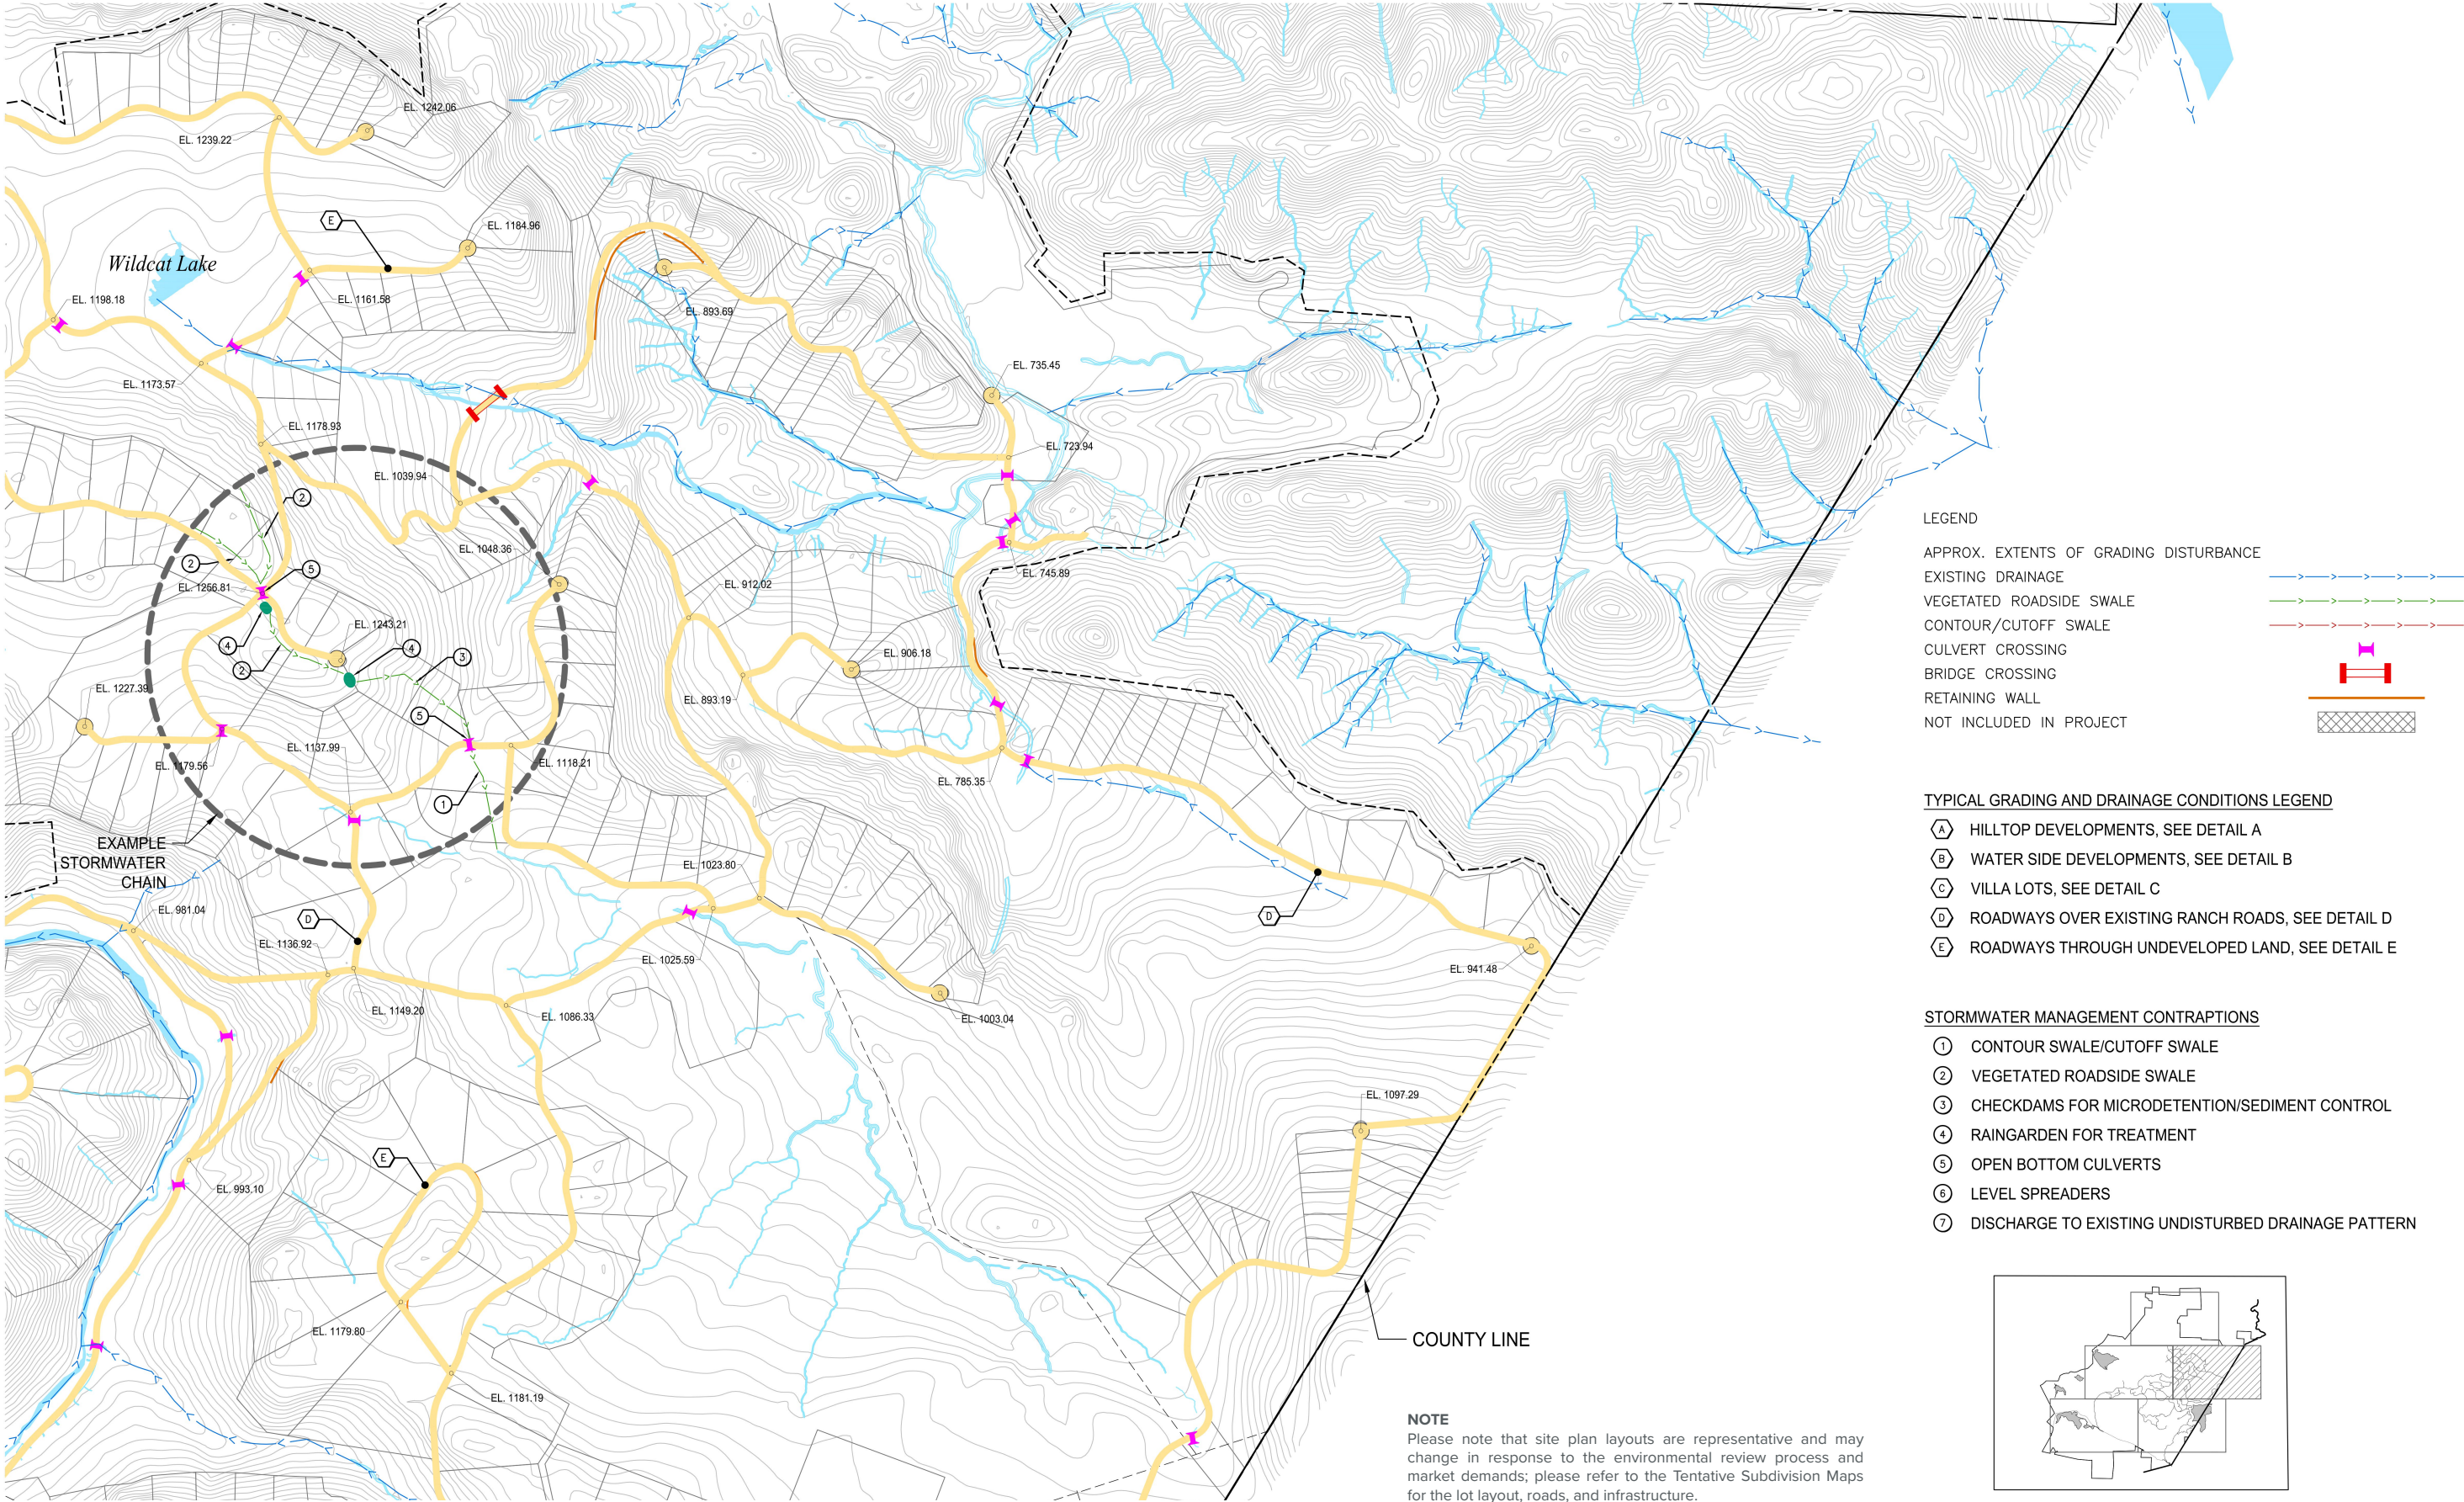 EL. 1242.06
EL. 1239.22
E
EL. 1184.96
Wildcat Lake
EL. 1198.18
EL. 1161.58
EL. 893.69
EL. 1173.57
EL. 735.45
EL. 1178.93
EL. 723.94
EL. 1039.94
2
EL. 1048.36
2
5
EL. 745.89
EL. 912.02
EL. 1256.81
EL. 1243.21
4
4
3
2
EL. 906.18
EL. 1227.39
EL. 893.19
5
EL. 1137.99
EL. 1179.56
EL. 1118.21
EL. 785.35
1
EXAMPLE
STORMWATER
CHAIN
EL. 1023.80
EL. 981.04
D
D
EL. 1136.92
EL. 1025.59
EL. 941.48
EL. 1149.20
EL. 1086.33
EL. 1003.04
EL. 1097.29
E
EL. 993.10
EL. 1179.80
COUNTY LINE
EL. 1181.19
LEGEND
APPROX. EXTENTS OF GRADING DISTURBANCE
EXISTING DRAINAGE
VEGETATED ROADSIDE SWALE
CONTOUR/CUTOFF SWALE
CULVERT CROSSING
BRIDGE CROSSING
RETAINING WALL
NOT INCLUDED IN PROJECT
TYPICAL GRADING AND DRAINAGE CONDITIONS LEGEND
A HILLTOP DEVELOPMENTS, SEE DETAIL A
B WATER SIDE DEVELOPMENTS, SEE DETAIL B
C VILLA LOTS, SEE DETAIL C
D ROADWAYS OVER EXISTING RANCH ROADS, SEE DETAIL D
E ROADWAYS THROUGH UNDEVELOPED LAND, SEE DETAIL E
STORMWATER MANAGEMENT CONTRAPTIONS
1 CONTOUR SWALE/CUTOFF SWALE
2 VEGETATED ROADSIDE SWALE
3 CHECKDAMS FOR MICRODETENTION/SEDIMENT CONTROL
4 RAINGARDEN FOR TREATMENT
5 OPEN BOTTOM CULVERTS
6 LEVEL SPREADERS
7 DISCHARGE TO EXISTING UNDISTURBED DRAINAGE PATTERN
NOTE
Please note that site plan layouts are representative and may
change in response to the environmental review process and
market demands; please refer to the Tentative Subdivision Maps
for the lot layout, roads, and infrastructure.